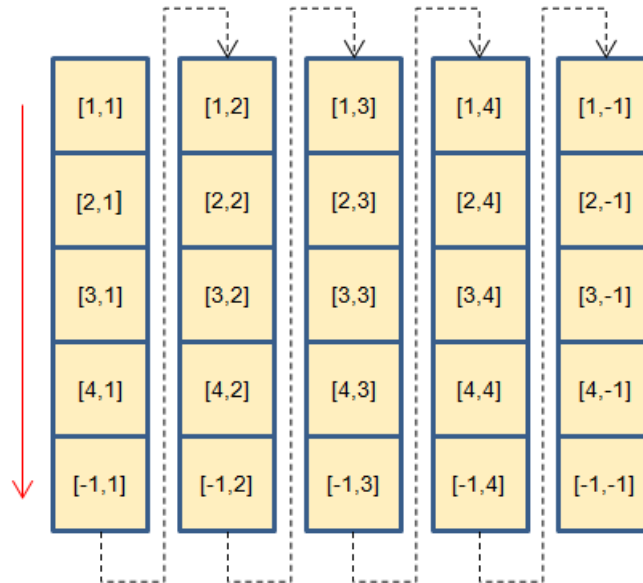 [1,1] [1,2] [1,3] [1,4] [1,-1]
[2,1] [2,2] [2,3] [2,4] [2,-1]
[3,1] [3,2] [3,3] [3,4] [3,-1]
[4,1] [4,2] [4,3] [4,4] [4,-1]
[-1,1] [-1,2] [-1,3] [-1,4] [-1,-1]